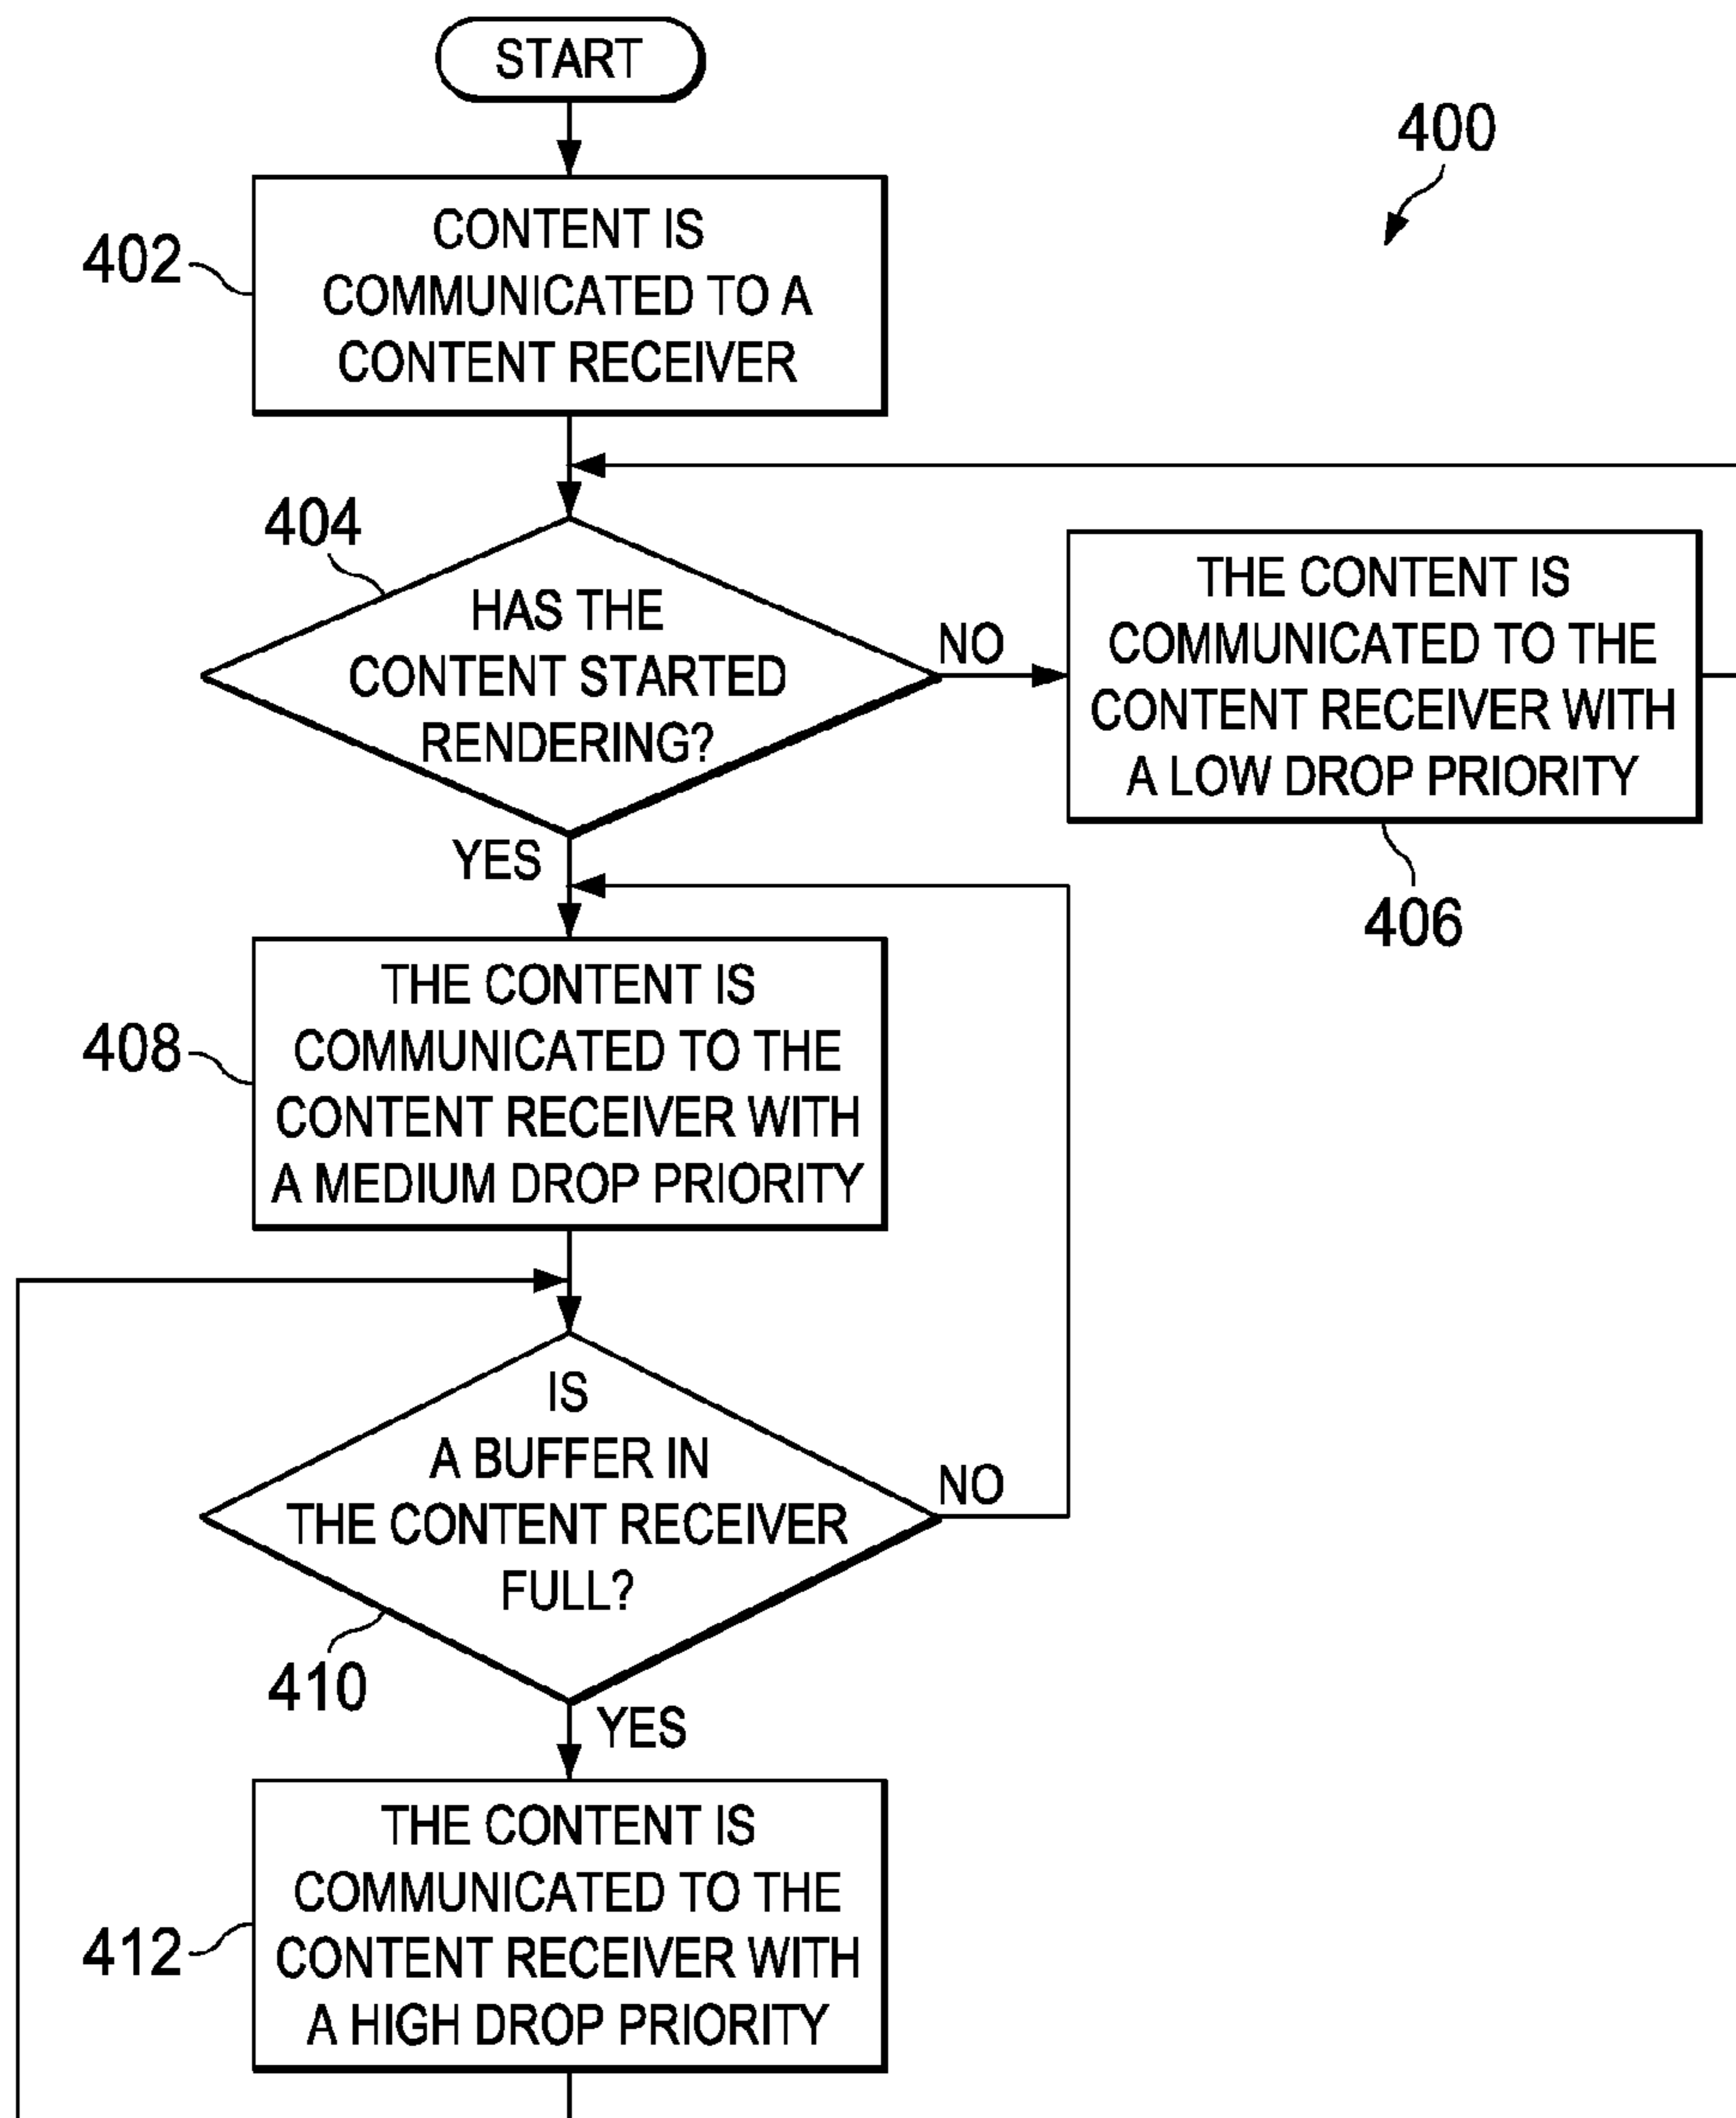 START
400
402
CONTENT IS
COMMUNICATED TO A
CONTENT RECEIVER
404
HAS THE
CONTENT STARTED
RENDERING?
NO
THE CONTENT IS
COMMUNICATED TO THE
CONTENT RECEIVER WITH
A LOW DROP PRIORITY
406
YES
408
THE CONTENT IS
COMMUNICATED TO THE
CONTENT RECEIVER WITH
A MEDIUM DROP PRIORITY
IS
A BUFFER IN
THE CONTENT RECEIVER
FULL?
NO
410
YES
412
THE CONTENT IS
COMMUNICATED TO THE
CONTENT RECEIVER WITH
A HIGH DROP PRIORITY